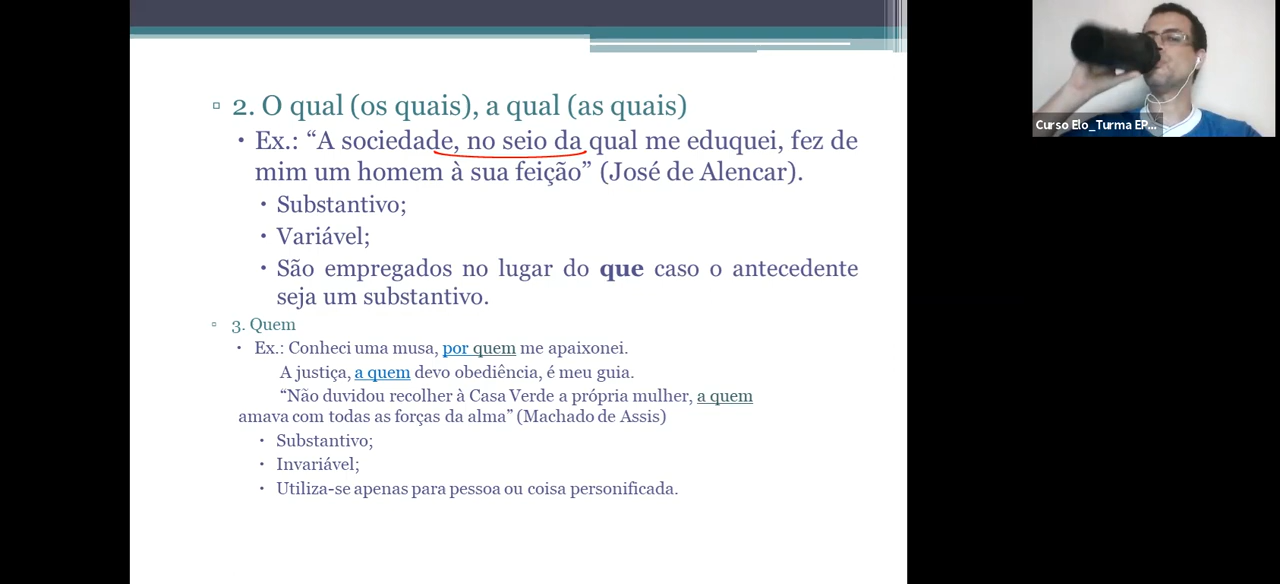 2. O qual (os quais), a qual (as quais)
Ex.: “A sociedade, no seio da qual me eduquei, fez de
mim um homem à sua feição” (José de Alencar).
Substantivo;
Variável;
São empregados no lugar do que caso o antecedente
seja um substantivo.
3. Quem
Ex.: Conheci uma musa, por quem me apaixonei.
A justiça, a quem devo obediência, é meu guia.
“Não duvidou recolher à Casa Verde a própria mulher, a quem
amava com todas as forças da alma” (Machado de Assis)
Substantivo;
Invariável;
Utiliza-se apenas para pessoa ou coisa personificada.
Curso Elo_Turma EP...